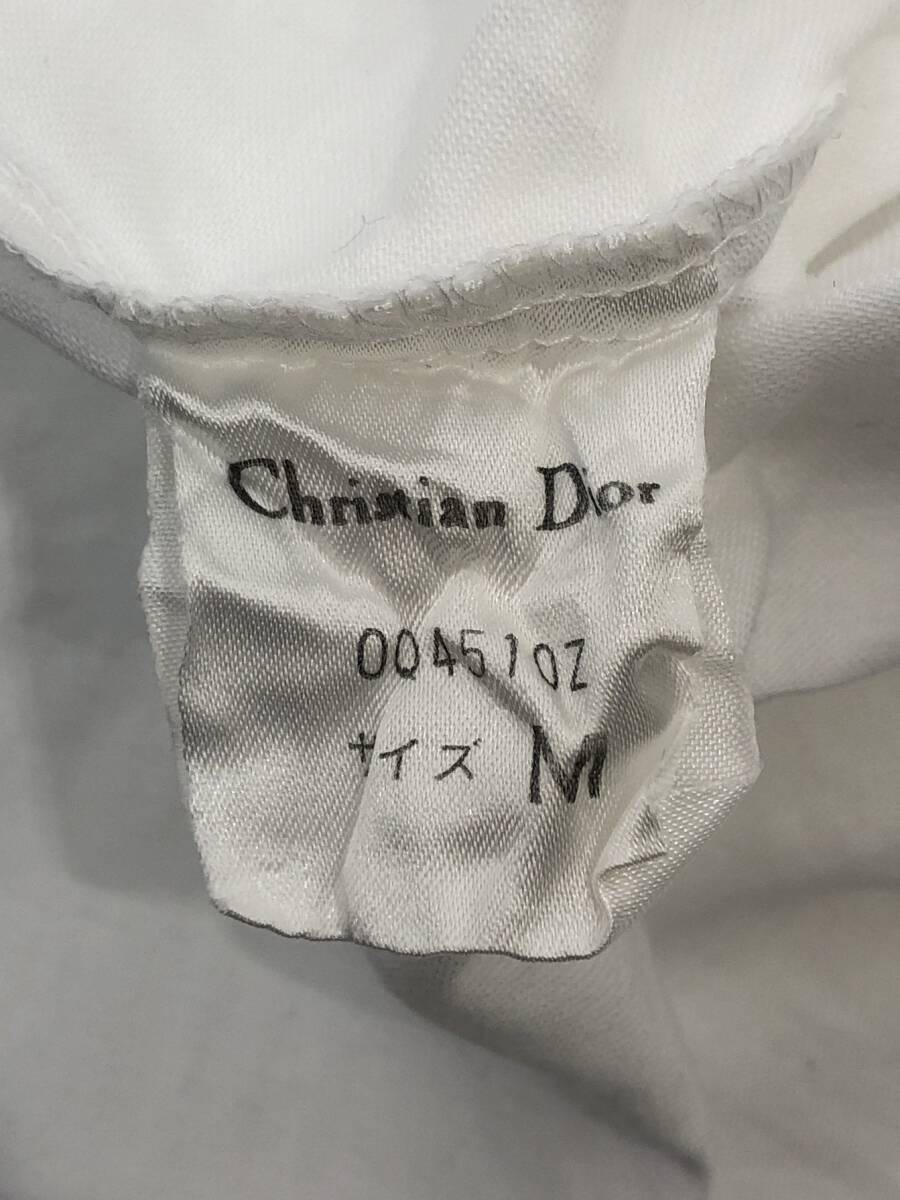 Christian Dior
0045102
サイズ M